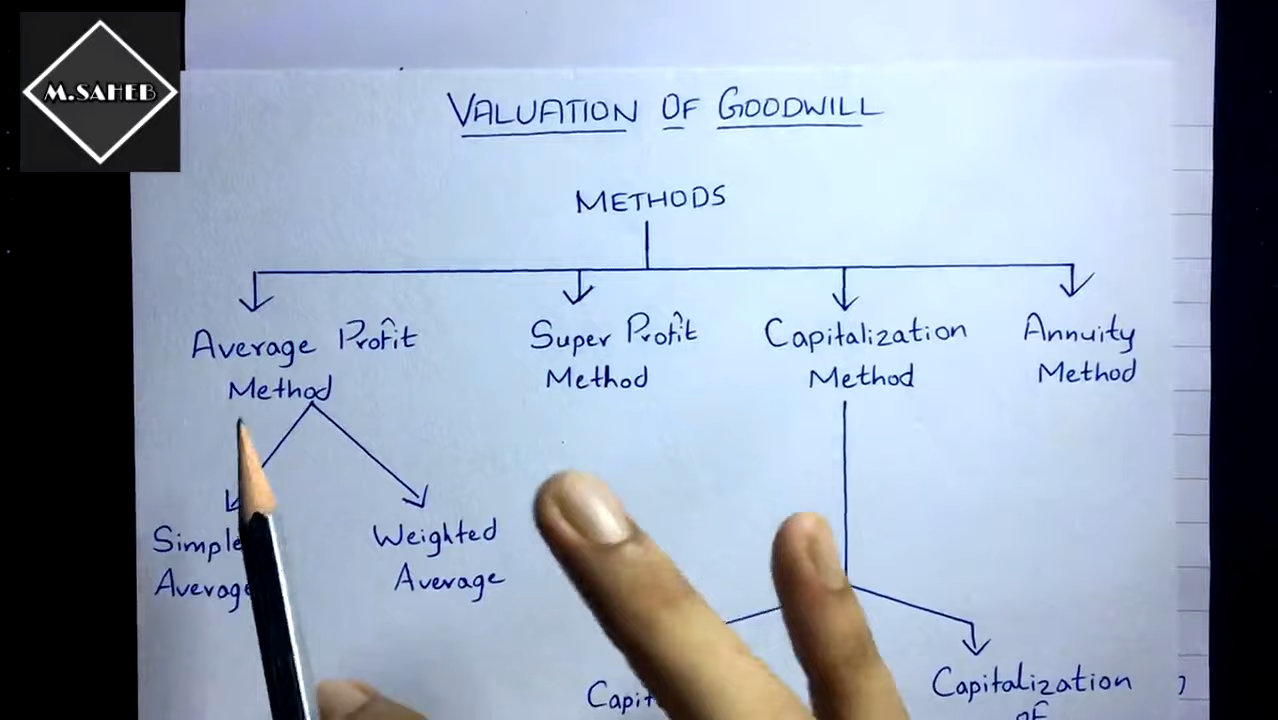 M.SAHEB
VALUATION OF GOODWILL
METHODS
Average Profit
Method
Super Profit
Method
Capitalization
Method
Annuity
Method
Simple
Average
Weighted
Average
Capitalization
of